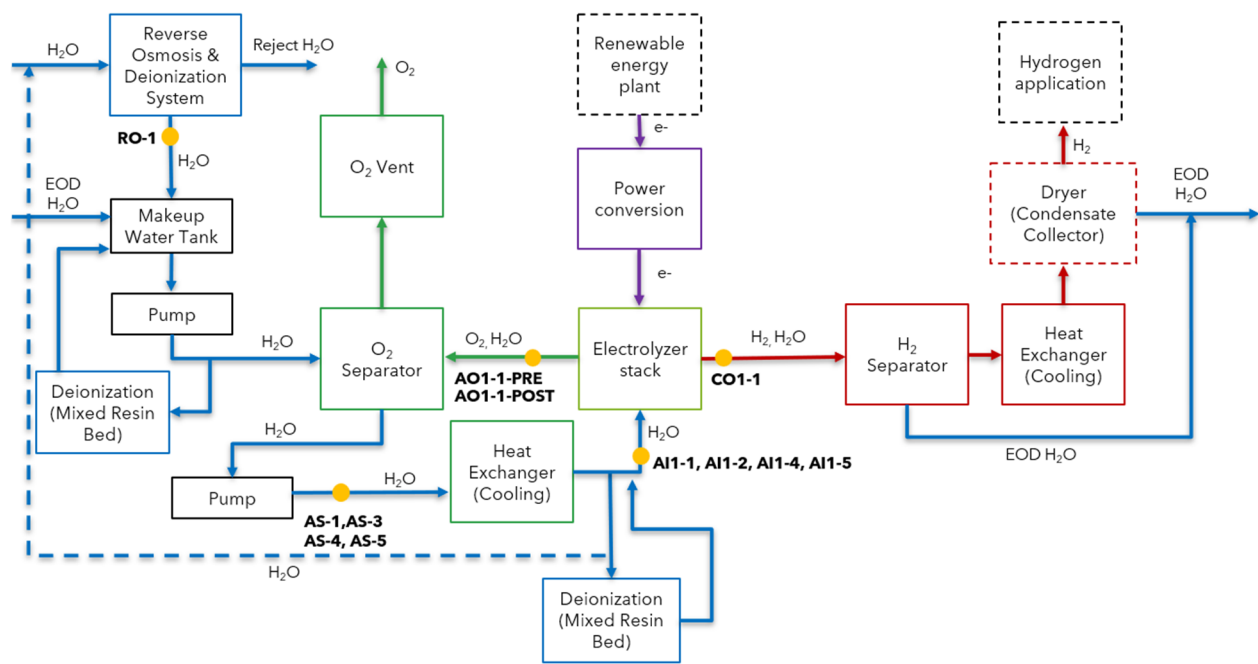 H₂O
Reverse
Osmosis &
Deionization
System
Reject H₂O
RO-1
H₂O
EOD
H₂O
Makeup
Water Tank
Pump
Deionization
(Mixed Resin
Bed)
H₂O
O₂
O₂ Vent
O₂
Separator
H₂O
Pump
AS-1,AS-3
AS-4, AS-5
H₂O
Heat
Exchanger
(Cooling)
H₂O
Renewable
energy
plant
e-
Power
conversion
e-
Electrolyzer
stack
O₂, H₂O
AO1-1-PRE
AO1-1-POST
H₂O
AI1-1, AI1-2, AI1-4, AI1-5
Deionization
(Mixed Resin
Bed)
H₂, H₂O
CO1-1
H₂
Separator
Heat
Exchanger
(Cooling)
Dryer
(Condensate
Collector)
H₂
Hydrogen
application
EOD
H₂O
EOD H₂O